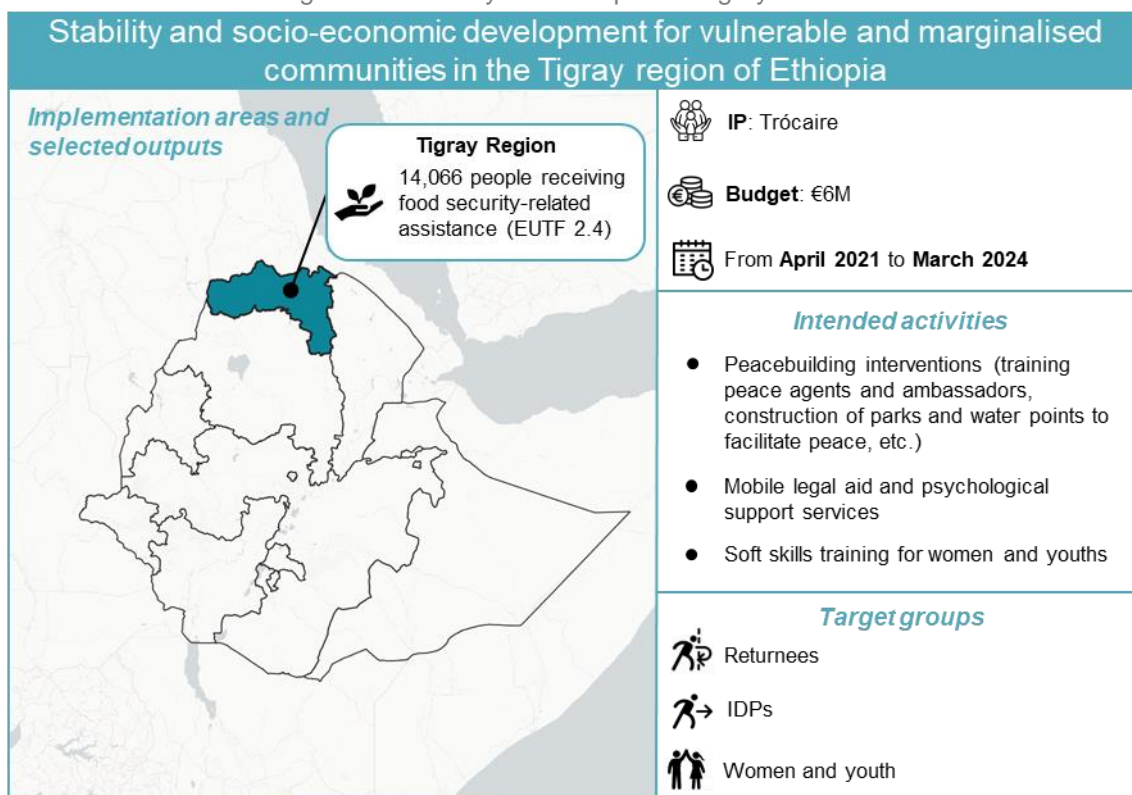 Stability and socio-economic development for vulnerable and marginalised
communities in the Tigray region of Ethiopia
Implementation areas and
selected outputs
Tigray Region
14,066 people receiving
food security-related
assistance (EUTF 2.4)
IP: Trócaire
Budget: €6M
From April 2021 to March 2024
Intended activities
● Peacebuilding interventions (training
peace agents and ambassadors,
construction of parks and water points to
facilitate peace, etc.)
● Mobile legal aid and psychological
support services
● Soft skills training for women and youths
Target groups
Returnees
IDPs
Women and youth